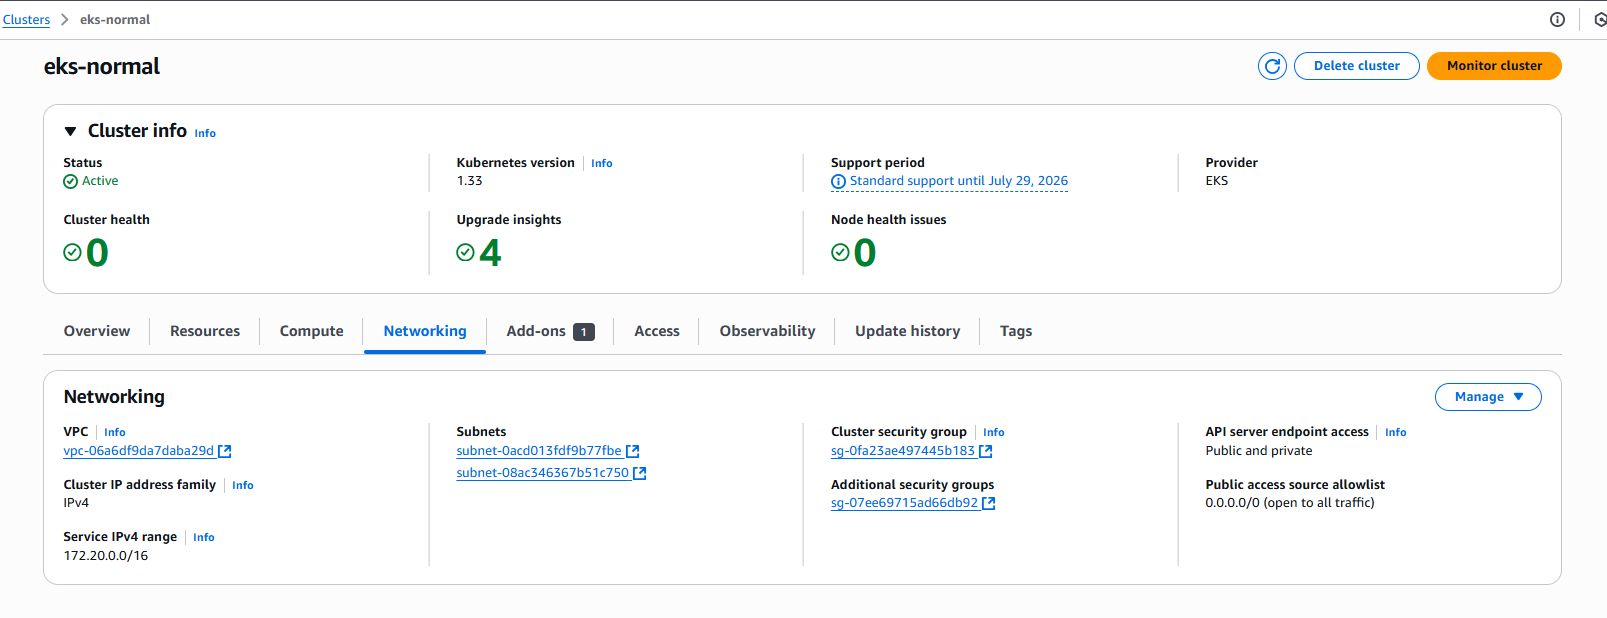 Clusters > eks-normal
eks-normal
Delete cluster
Monitor cluster
Cluster info Info
Status
Active
Kubernetes version Info
1.33
Support period
Standard support until July 29, 2026
Provider
EKS
Cluster health
0
Upgrade insights
4
Node health issues
0
Overview
Resources
Compute
Networking
Add-ons 1
Access
Observability
Update history
Tags
Networking
Manage
VPC Info
vpc-06a6df9da7daba29d
Cluster IP address family Info
IPv4
Service IPv4 range Info
172.20.0.0/16
Subnets
subnet-0acd013fdf9b77fbe
subnet-08ac346367b51c750
Cluster security group Info
sg-0fa23ae497445b183
Additional security groups
sg-07ee69715ad66db92
API server endpoint access Info
Public and private
Public access source allowlist
0.0.0.0/0 (open to all traffic)